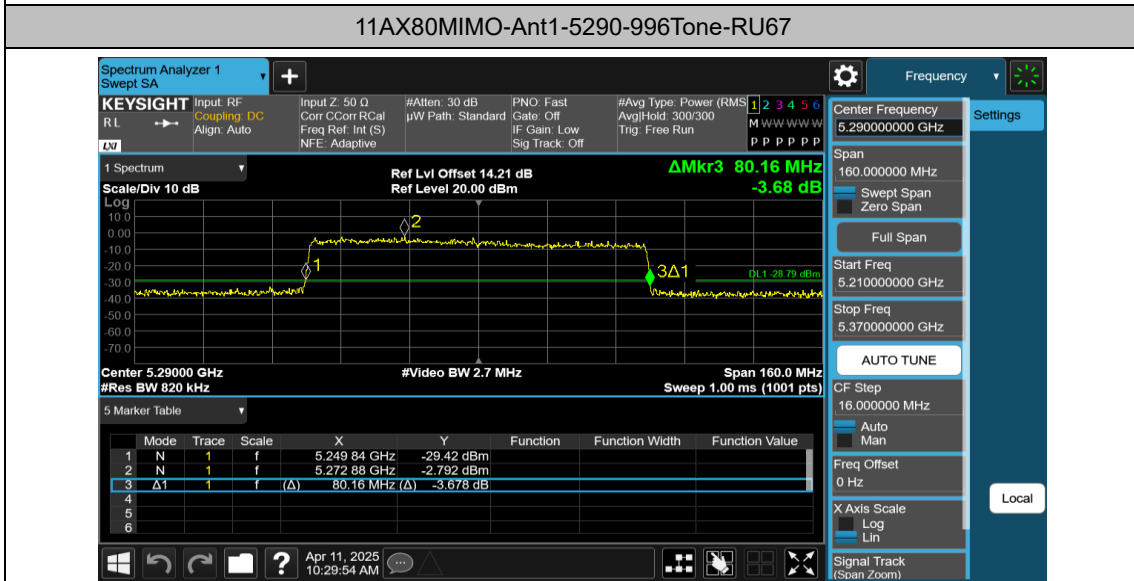 11AX80MIMO-Ant1-5290-996Tone-RU67
Spectrum Analyzer 1
Swept SA
Frequency
KEYSIGHT
RL
LXI
Input: RF
Coupling: DC
Align: Auto
Input Z: 50 Ω
Corr CCorr RCal
Freq Ref: Int (S)
NFE: Adaptive
#Atten: 30 dB
µW Path: Standard
PNO: Fast
Gate: Off
IF Gain: Low
Sig Track: Off
#Avg Type: Power (RMS
Avg|Hold: 300/300
Trig: Free Run
1 2 3 4 5 6
M W W W W W
P P P P P P
1 Spectrum
Scale/Div 10 dB
Ref Lvl Offset 14.21 dB
Ref Level 20.00 dBm
ΔMkr3 80.16 MHz
-3.68 dB
Log
10.0
0.00
-10.0
-20.0
-30.0
-40.0
-50.0
-60.0
-70.0
1
2
3Δ1
DL1 -28.79 dBm
Center 5.29000 GHz
#Video BW 2.7 MHz
Span 160.0 MHz
#Res BW 820 kHz
Sweep 1.00 ms (1001 pts)
5 Marker Table
Mode Trace Scale X Y Function Function Width Function Value
1 N 1 f 5.249 84 GHz -29.42 dBm
2 N 1 f 5.272 88 GHz -2.792 dBm
3 Δ1 1 f (Δ) 80.16 MHz (Δ) -3.678 dB
4
5
6
?
Apr 11, 2025
10:29:54 AM
Center Frequency
5.290000000 GHz
Settings
Span
160.000000 MHz
Swept Span
Zero Span
Full Span
Start Freq
5.210000000 GHz
Stop Freq
5.370000000 GHz
AUTO TUNE
CF Step
16.000000 MHz
Auto
Man
Freq Offset
0 Hz
Local
X Axis Scale
Log
Lin
Signal Track
(Span Zoom)